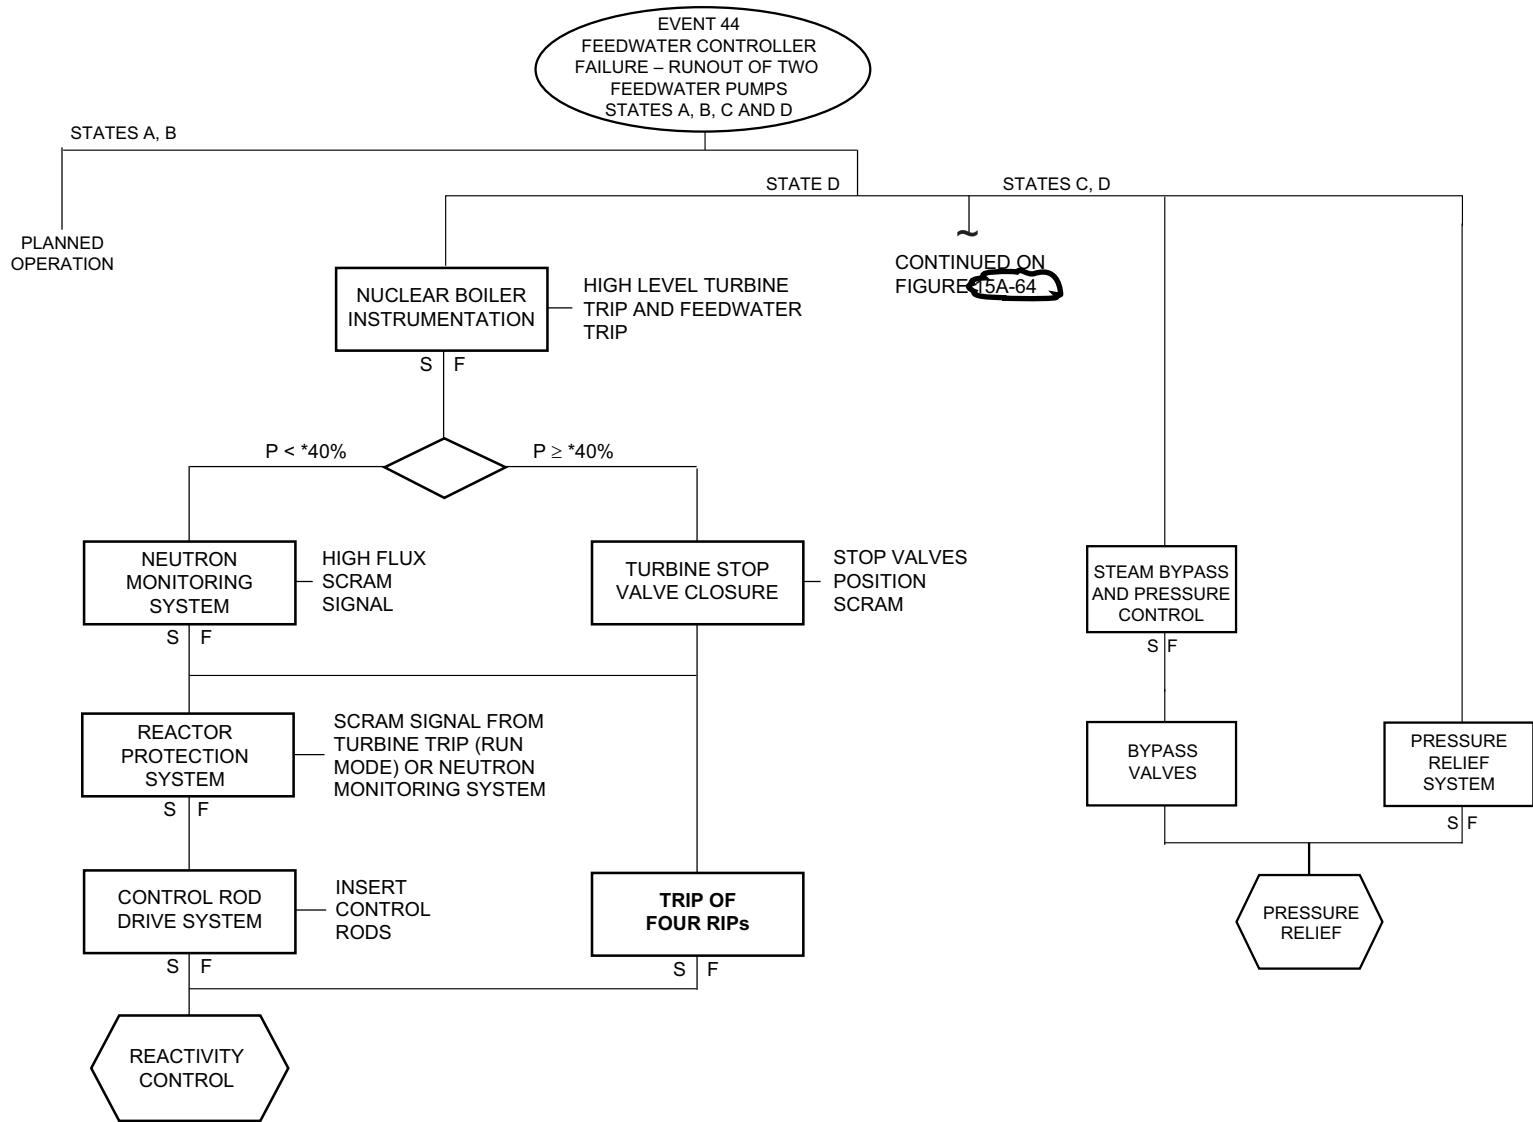 EVENT 44
FEEDWATER CONTROLLER
FAILURE – RUNOUT OF TWO
FEEDWATER PUMPS
STATES A, B, C AND D
STATES A, B
STATE D
STATES C, D
PLANNED
OPERATION
~
CONTINUED ON
FIGURE 15A-64
NUCLEAR BOILER
INSTRUMENTATION
HIGH LEVEL TURBINE
TRIP AND FEEDWATER
TRIP
S F
P < *40%
P ≥ *40%
NEUTRON
MONITORING
SYSTEM
HIGH FLUX
SCRAM
SIGNAL
TURBINE STOP
VALVE CLOSURE
STOP VALVES
POSITION
SCRAM
STEAM BYPASS
AND PRESSURE
CONTROL
S F
S F
REACTOR
PROTECTION
SYSTEM
SCRAM SIGNAL FROM
TURBINE TRIP (RUN
MODE) OR NEUTRON
MONITORING SYSTEM
BYPASS
VALVES
PRESSURE
RELIEF
SYSTEM
S F
S F
CONTROL ROD
DRIVE SYSTEM
INSERT
CONTROL
RODS
TRIP OF
FOUR RIPs
PRESSURE
RELIEF
S F
S F
REACTIVITY
CONTROL